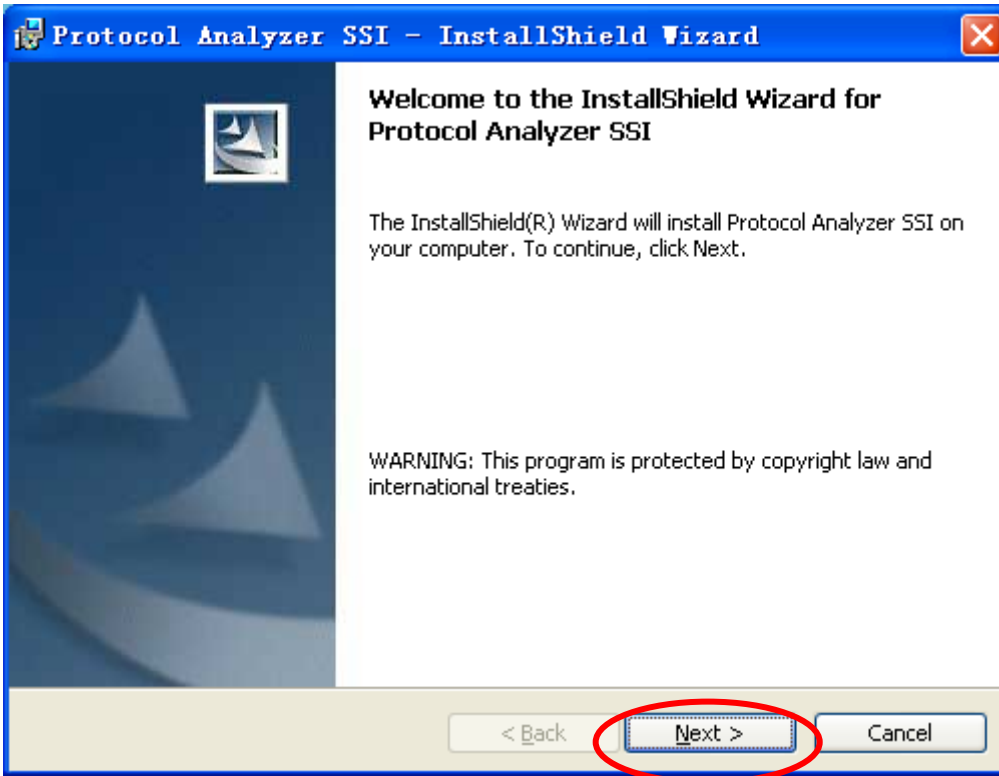 Protocol Analyzer SSI - InstallShield Wizard
Welcome to the InstallShield Wizard for
Protocol Analyzer SSI
The InstallShield(R) Wizard will install Protocol Analyzer SSI on
your computer. To continue, click Next.
WARNING: This program is protected by copyright law and
international treaties.
< Back
Next >
Cancel